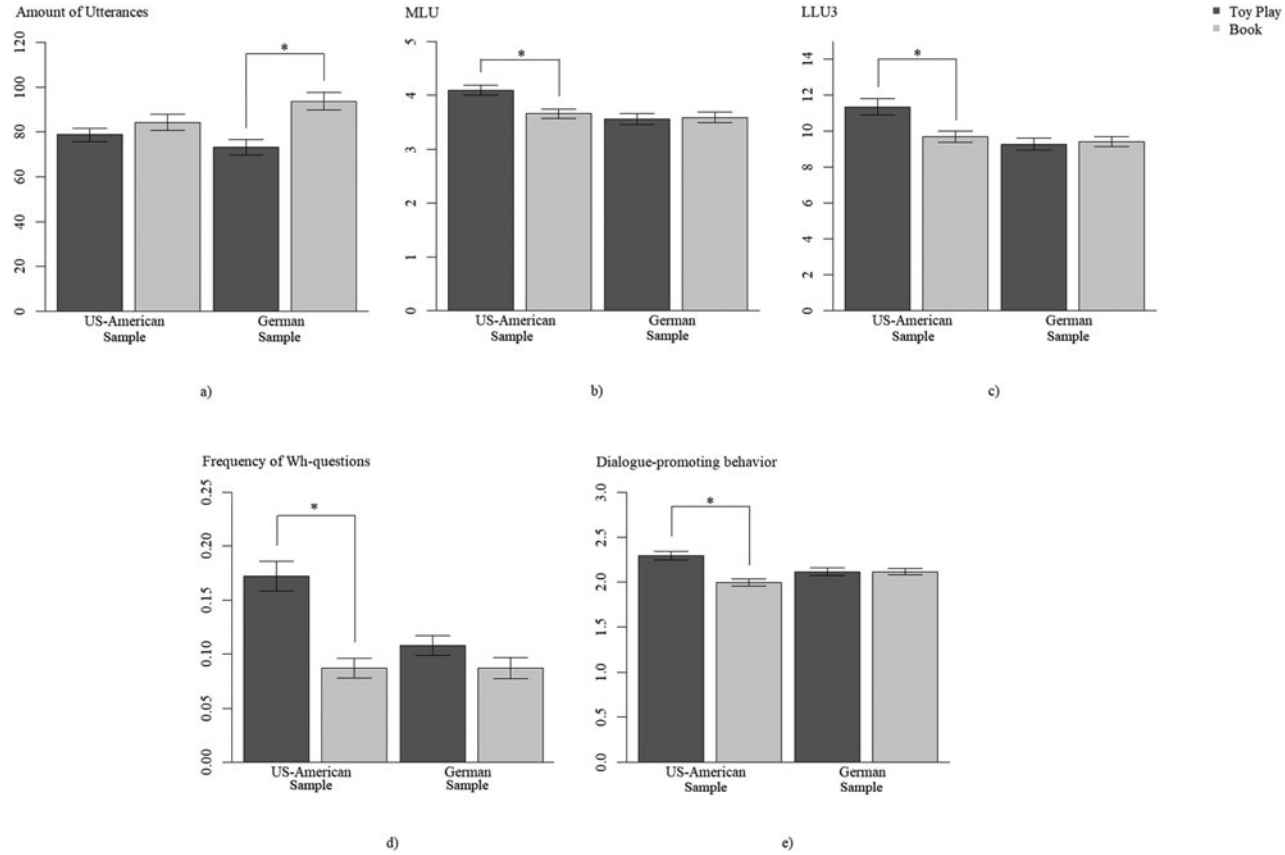 Amount of Utterances
MLU
LLU3
Toy Play
Book
120
100
80
60
40
20
0
*
US-American
Sample
German
Sample
a)
5
4
3
2
1
0
*
US-American
Sample
German
Sample
b)
14
12
10
8
6
4
2
0
*
US-American
Sample
German
Sample
c)
Frequency of Wh-questions
0.25
0.20
0.15
0.10
0.05
0.00
*
US-American
Sample
German
Sample
d)
Dialogue-promoting behavior
3.0
2.5
2.0
1.5
1.0
0.5
0.0
*
US-American
Sample
German
Sample
e)